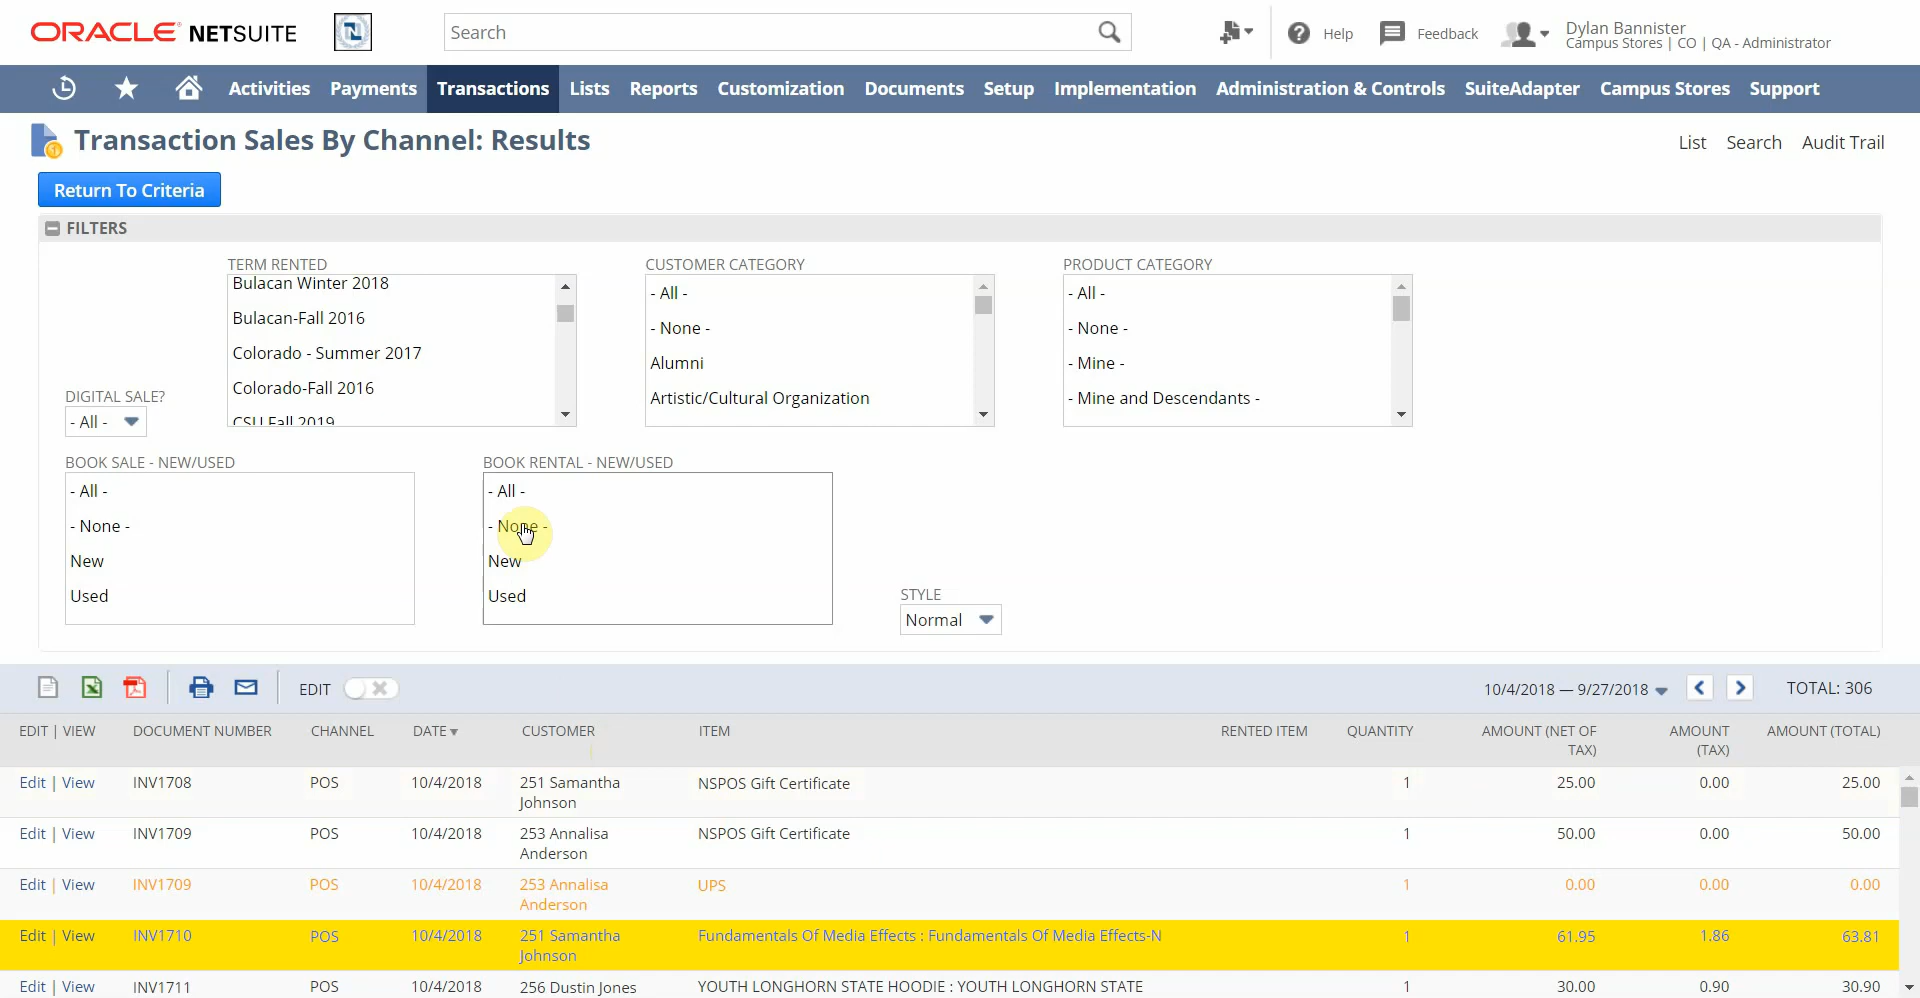 ORACLE NETSUITE
Search
Help
Feedback
Dylan Bannister
Campus Stores | CO | QA - Administrator
Activities Payments Transactions Lists Reports Customization Documents Setup Implementation Administration & Controls SuiteAdapter Campus Stores Support
Transaction Sales By Channel: Results
List Search Audit Trail
Return To Criteria
FILTERS
TERM RENTED
Bulacan Winter 2018
Bulacan-Fall 2016
Colorado - Summer 2017
Colorado-Fall 2016
CSU Fall 2019
CUSTOMER CATEGORY
- All -
- None -
Alumni
Artistic/Cultural Organization
PRODUCT CATEGORY
- All -
- None -
- Mine -
- Mine and Descendants -
DIGITAL SALE?
- All -
BOOK SALE - NEW/USED
- All -
- None -
New
Used
BOOK RENTAL - NEW/USED
- All -
- None -
New
Used
STYLE
Normal
EDIT
10/4/2018 — 9/27/2018
TOTAL: 306
EDIT | VIEW DOCUMENT NUMBER CHANNEL DATE CUSTOMER ITEM RENTED ITEM QUANTITY AMOUNT (NET OF AMOUNT AMOUNT (TOTAL)
TAX) (TAX)
Edit | View INV1708 POS 10/4/2018 251 Samantha NSPOS Gift Certificate 1 25.00 0.00 25.00
Johnson
Edit | View INV1709 POS 10/4/2018 253 Annalisa NSPOS Gift Certificate 1 50.00 0.00 50.00
Anderson
Edit | View INV1709 POS 10/4/2018 253 Annalisa UPS 1 0.00 0.00 0.00
Anderson
Edit | View INV1710 POS 10/4/2018 251 Samantha Fundamentals Of Media Effects : Fundamentals Of Media Effects-N 1 61.95 1.86 63.81
Johnson
Edit | View INV1711 POS 10/4/2018 256 Dustin Jones YOUTH LONGHORN STATE HOODIE : YOUTH LONGHORN STATE 1 30.00 0.90 30.90